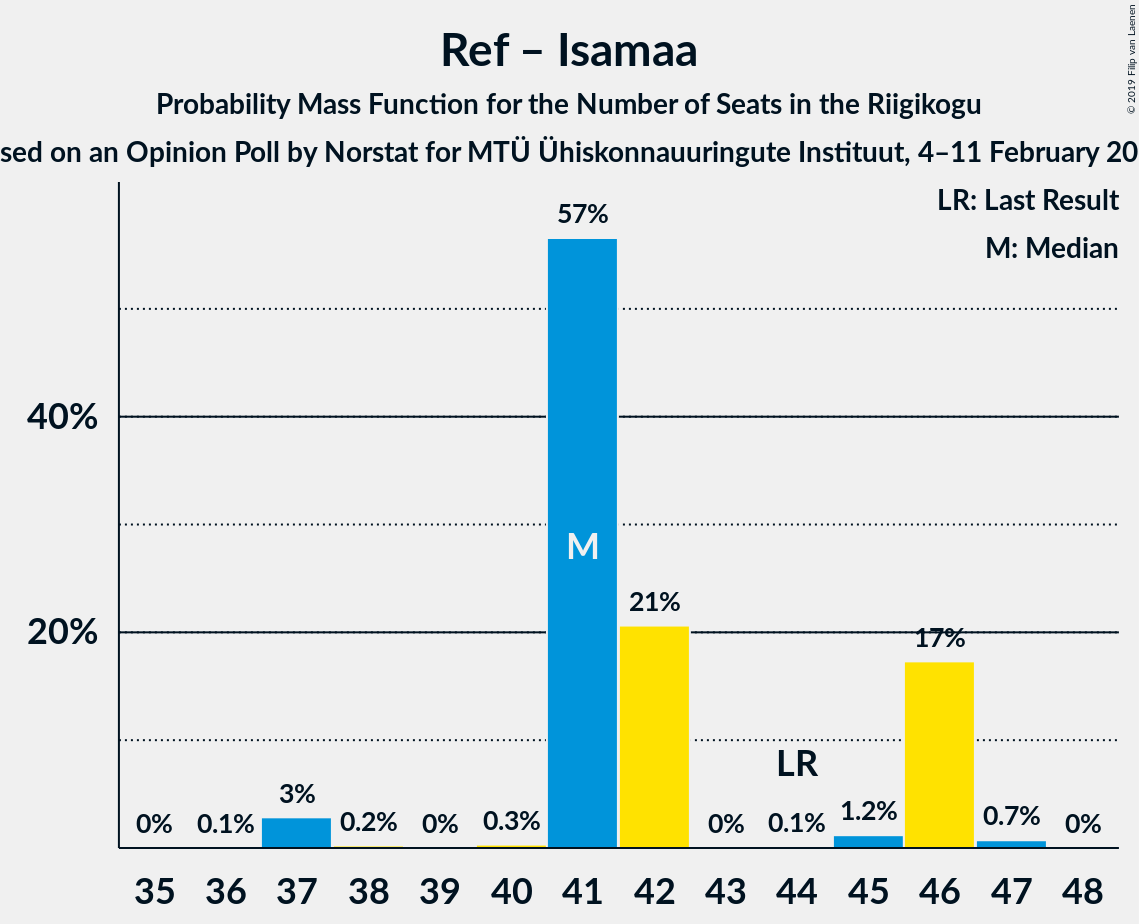 Ref – Isamaa
Probability Mass Function for the Number of Seats in the Riigikogu
sed on an Opinion Poll by Norstat for MTÜ Ühiskonnauuringute Instituut, 4–11 February 20
© 2019 Filip van Laenen
LR: Last Result
M: Median
57%
40%
M
21%
20%
17%
LR
3%
0% 0.1% 0.2% 0% 0.3% 0% 0.1% 1.2% 0.7% 0%
35 36 37 38 39 40 41 42 43 44 45 46 47 48